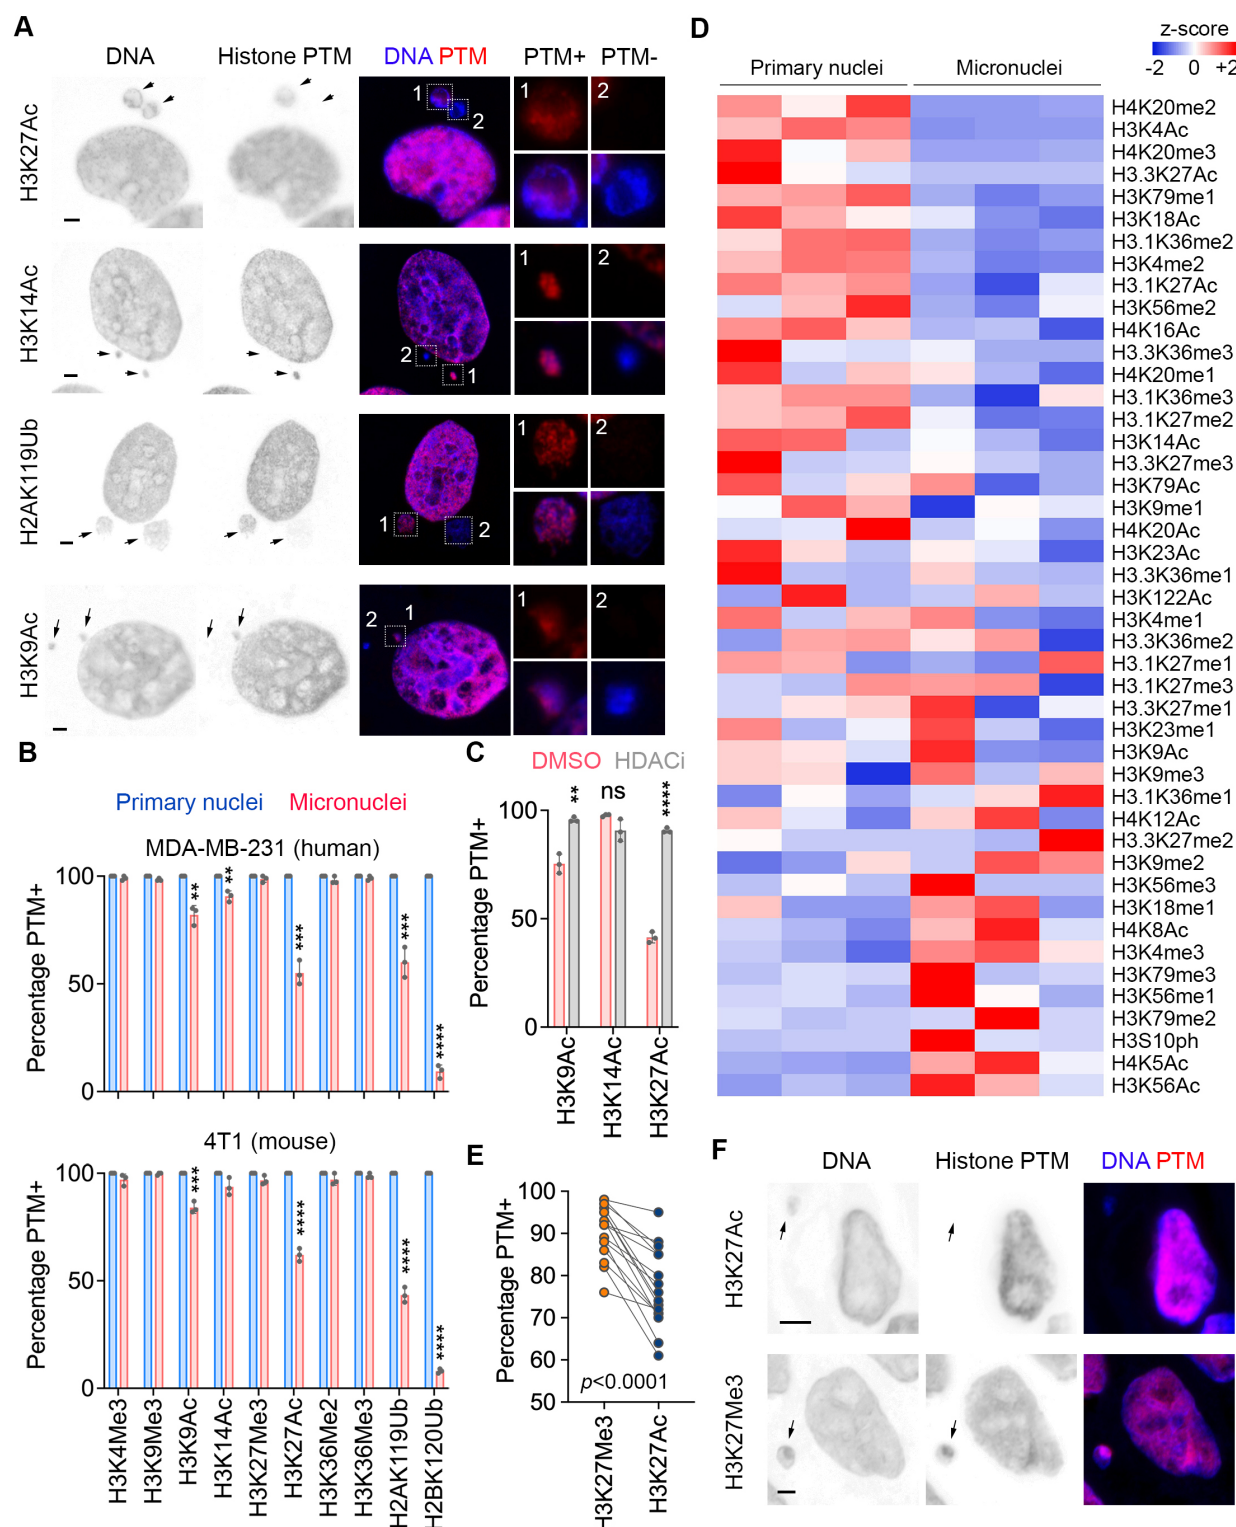 A
DNA
Histone PTM
DNA PTM
PTM+
PTM-
H3K27Ac
1
2
1
2
H3K14Ac
2
1
1
2
H2AK119Ub
1
2
1
2
H3K9Ac
2
1
1
2
B
Primary nuclei
Micronuclei
MDA-MB-231 (human)
Percentage PTM+
100
50
0
**
**
***
***
****
4T1 (mouse)
Percentage PTM+
100
50
0
***
****
****
****
H3K4Me3
H3K9Me3
H3K9Ac
H3K14Ac
H3K27Me3
H3K27Ac
H3K36Me2
H3K36Me3
H2AK119Ub
H2BK120Ub
C
DMSO
HDACi
Percentage PTM+
100
50
0
**
ns
****
H3K9Ac
H3K14Ac
H3K27Ac
D
z-score
-2
0
+2
Primary nuclei
Micronuclei
H4K20me2
H3K4Ac
H4K20me3
H3.3K27Ac
H3K79me1
H3K18Ac
H3.1K36me2
H3K4me2
H3.1K27Ac
H3K56me2
H4K16Ac
H3.3K36me3
H4K20me1
H3.1K36me3
H3.1K27me2
H3K14Ac
H3.3K27me3
H3K79Ac
H3K9me1
H4K20Ac
H3K23Ac
H3.3K36me1
H3K122Ac
H3K4me1
H3.3K36me2
H3.1K27me1
H3.1K27me3
H3.3K27me1
H3K23me1
H3K9Ac
H3K9me3
H3.1K36me1
H4K12Ac
H3.3K27me2
H3K9me2
H3K56me3
H3K18me1
H4K8Ac
H3K4me3
H3K79me3
H3K56me1
H3K79me2
H3S10ph
H4K5Ac
H3K56Ac
E
Percentage PTM+
100
90
80
70
60
50
p<0.0001
H3K27Me3
H3K27Ac
F
DNA
Histone PTM
DNA PTM
H3K27Ac
H3K27Me3